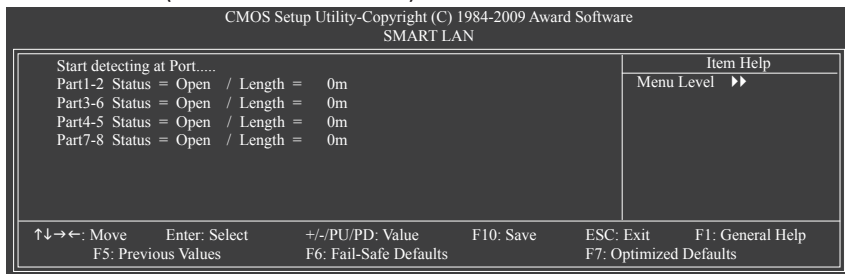 CMOS Setup Utility-Copyright (C) 1984-2009 Award Software
SMART LAN
Start detecting at Port.....
Part1-2 Status = Open / Length = 0m
Part3-6 Status = Open / Length = 0m
Part4-5 Status = Open / Length = 0m
Part7-8 Status = Open / Length = 0m
Item Help
Menu Level ▶▶
↑↓→←: Move Enter: Select +/-/PU/PD: Value F10: Save ESC: Exit F1: General Help
F5: Previous Values F6: Fail-Safe Defaults F7: Optimized Defaults